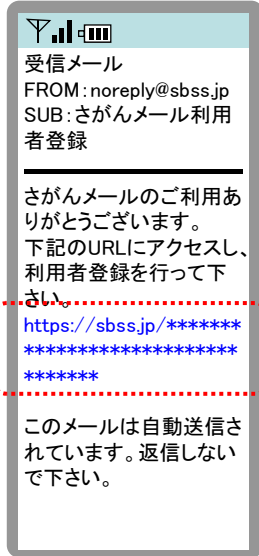 受信メール
FROM：noreply@sbss.jp
SUB：さがんメール利用
者登録
さがんメールのご利用あ
りがとうございます。
下記のURLにアクセスし、
利用者登録を行って下
さい。
https://sbss.jp/*******
********************
*******
このメールは自動送信さ
れています。返信しない
で下さい。